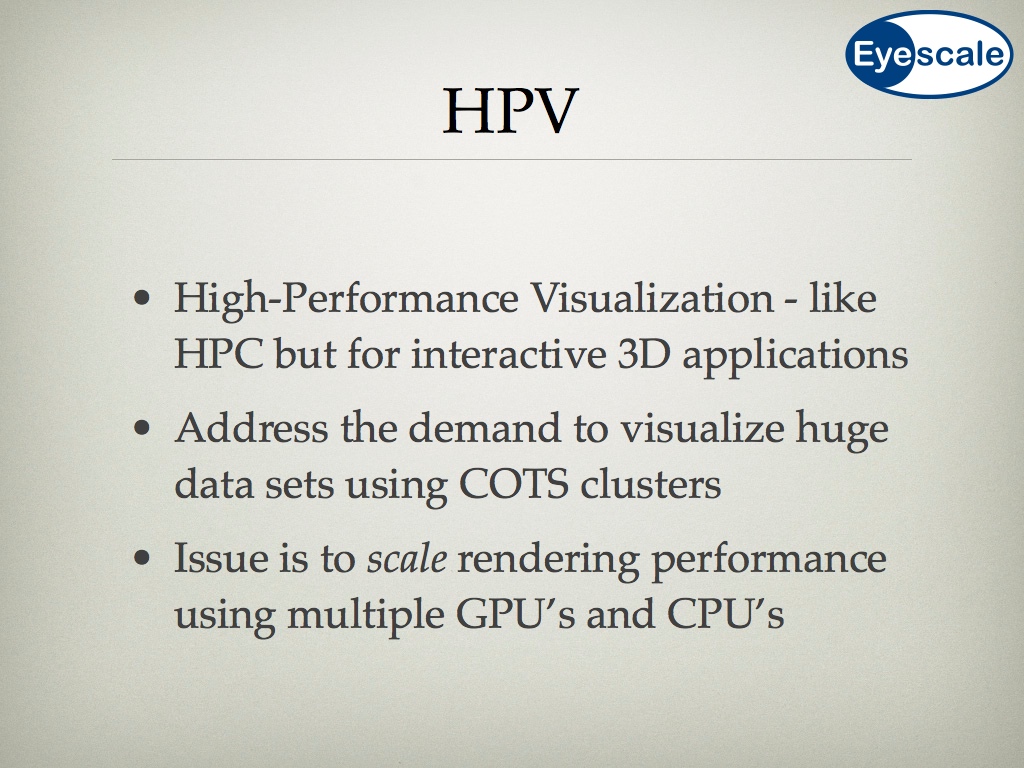 Eyescale
HPV
• High-Performance Visualization - like
HPC but for interactive 3D applications
• Address the demand to visualize huge
data sets using COTS clusters
• Issue is to scale rendering performance
using multiple GPU’s and CPU’s